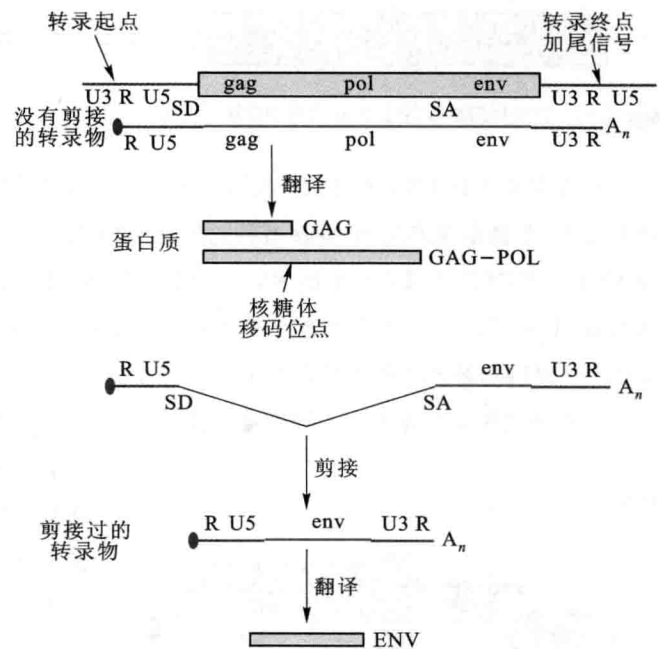 转录起点
转录终点
加尾信号
gag pol env
U3 R U5 SD SA U3 R U5
没有剪接
的转录物
R U5 gag pol env U3 R Aₙ
翻译
蛋白质
GAG
GAG-POL
核糖体
移码位点
R U5 env U3 R Aₙ
SD SA
剪接
剪接过的
转录物
R U5 env U3 R Aₙ
翻译
ENV